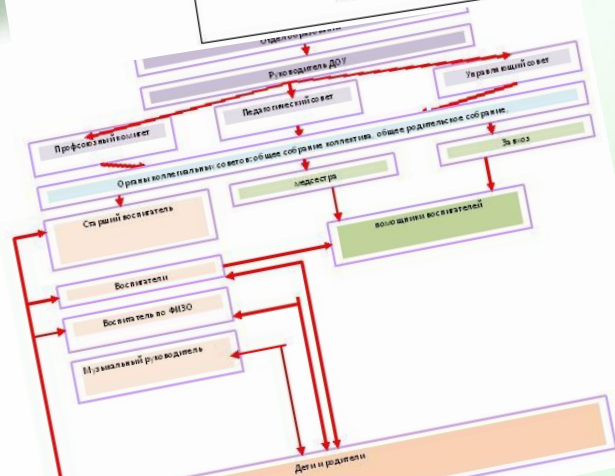 Отдел образования
Руководитель ДОУ
Управляющий совет
Педагогический совет
Профсоюзный комитет
Органы коллегиальных советов: общее собрание коллектива, общее родительское собрание.
Завхоз
медсестра
Старший воспитатель
помощники воспитателей
Воспитатели
Воспитатель по ФИЗО
Музыкальный руководитель
Дети и родители